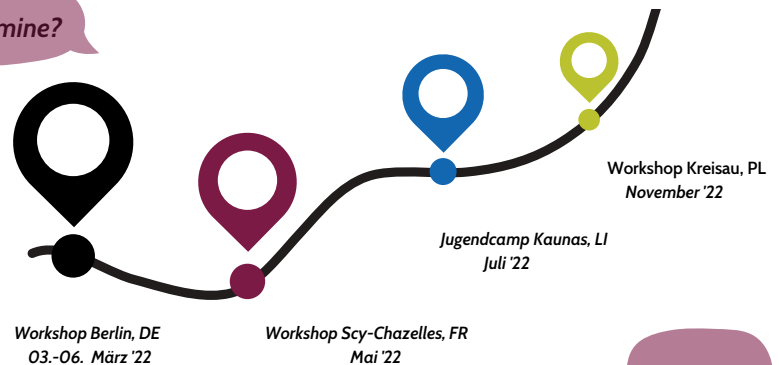 mine?
Workshop Kreisau, PL
November '22
Jugendcamp Kaunas, LI
Juli '22
Workshop Berlin, DE
03.-06. März '22
Workshop Scy-Chazelles, FR
Mai '22